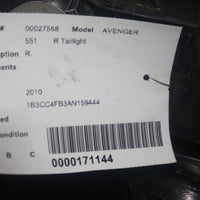 # 00027568 Model AVENGER
551 R Taillight
ption R.
ents
2010
1B3CC4FB3AN159444
ed
ondition
B C 0000171144